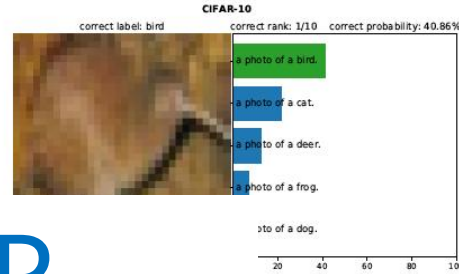 CIFAR-10
correct label: bird
correct rank: 1/10 correct probability: 40.86%
a photo of a bird.
a photo of a cat.
a photo of a deer.
a photo of a frog.
oto of a dog.
20 40 60 80 10